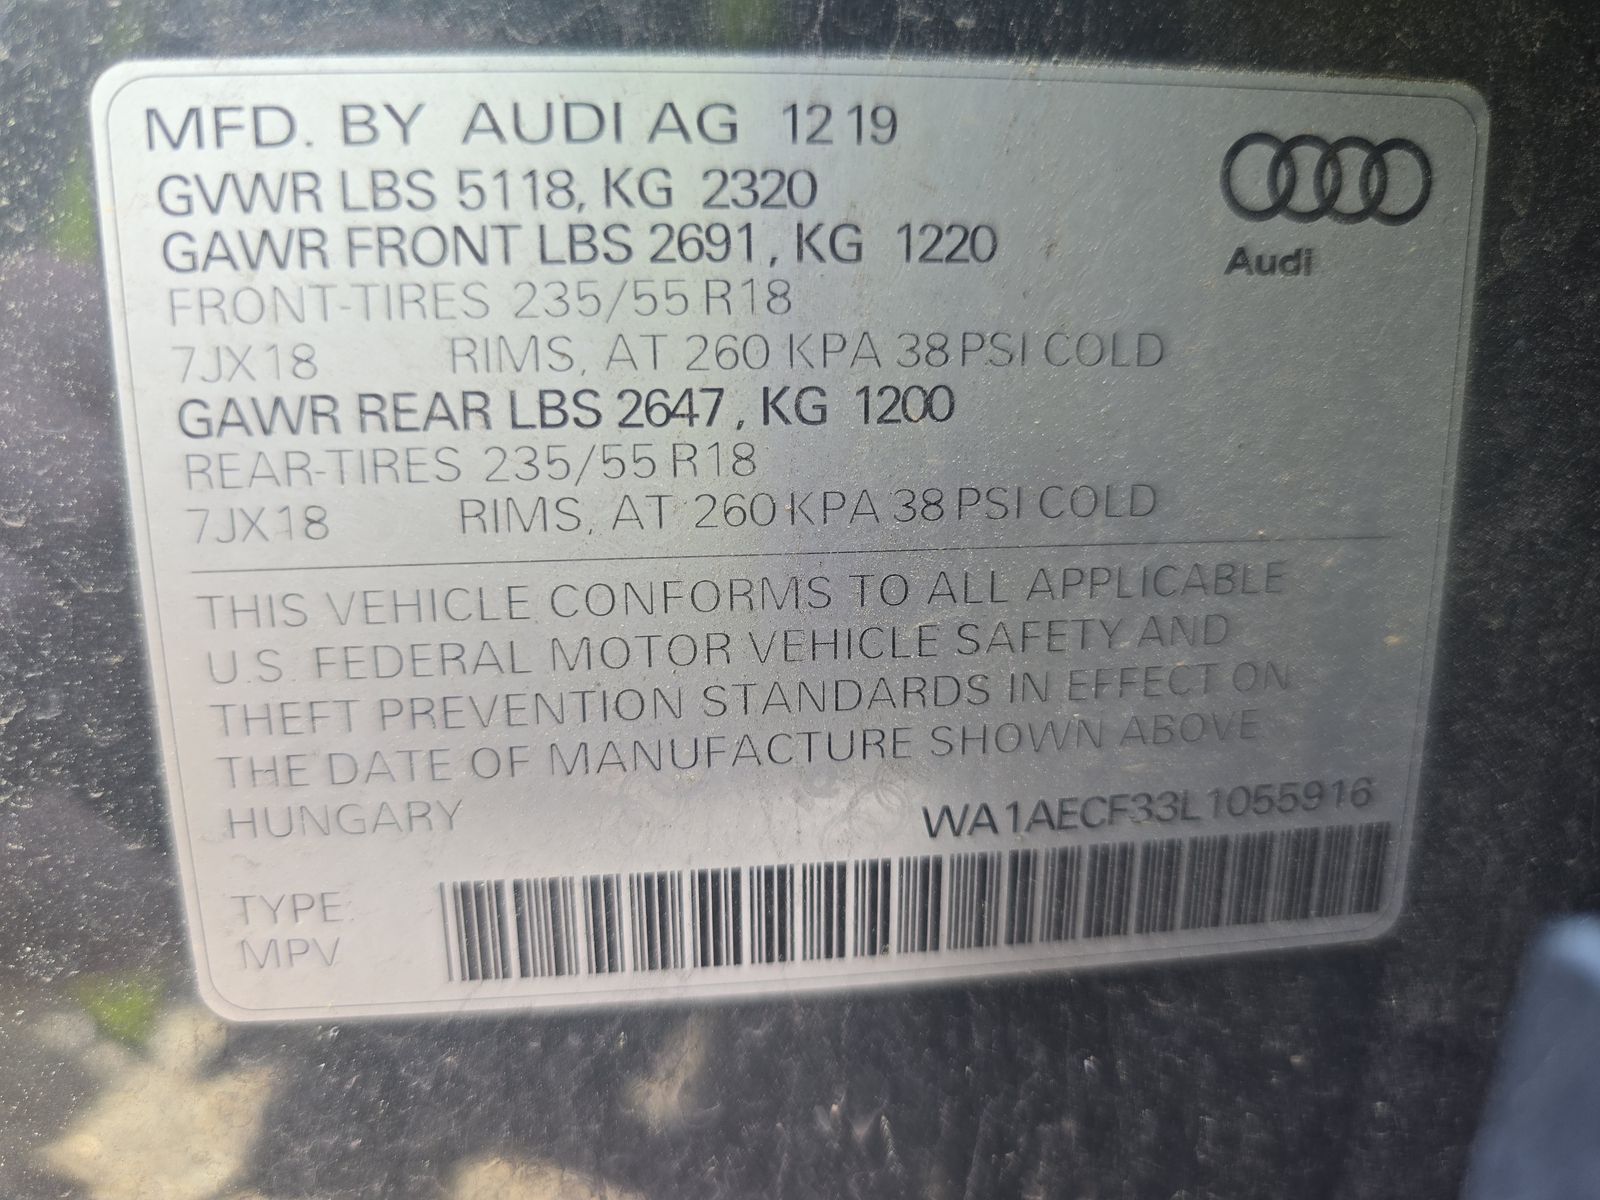 MFD. BY AUDI AG 12 19
GVWR LBS 5118, KG 2320
GAWR FRONT LBS 2691, KG 1220
FRONT-TIRES 235/55 R18
7JX18 RIMS, AT 260 KPA 38 PSI COLD
GAWR REAR LBS 2647, KG 1200
REAR-TIRES 235/55 R18
7JX18 RIMS, AT 260 KPA 38 PSI COLD
Audi
THIS VEHICLE CONFORMS TO ALL APPLICABLE
U.S. FEDERAL MOTOR VEHICLE SAFETY AND
THEFT PREVENTION STANDARDS IN EFFECT ON
THE DATE OF MANUFACTURE SHOWN ABOVE
HUNGARY
WA1AECF33L1055916
TYPE:
MPV